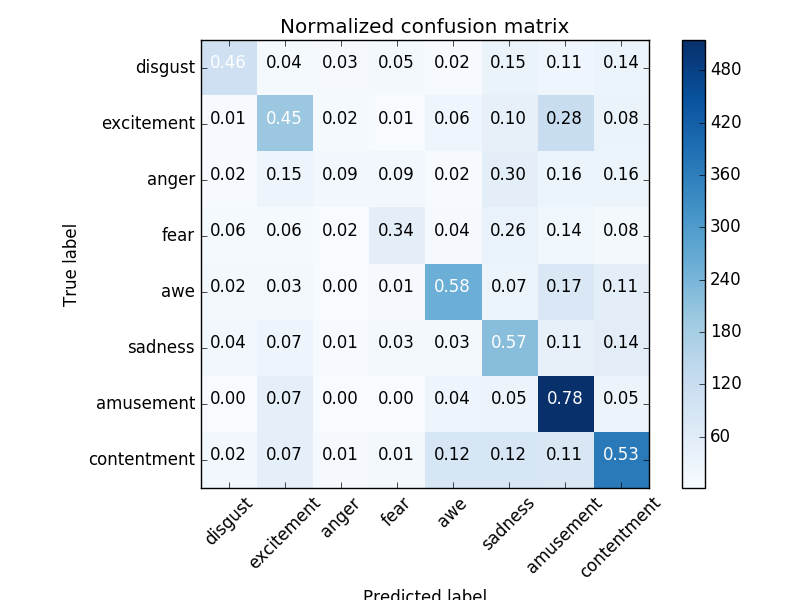 Normalized confusion matrix
True label
disgust 0.46 0.04 0.03 0.05 0.02 0.15 0.11 0.14
excitement 0.01 0.45 0.02 0.01 0.06 0.10 0.28 0.08
anger 0.02 0.15 0.09 0.09 0.02 0.30 0.16 0.16
fear 0.06 0.06 0.02 0.34 0.04 0.26 0.14 0.08
awe 0.02 0.03 0.00 0.01 0.58 0.07 0.17 0.11
sadness 0.04 0.07 0.01 0.03 0.03 0.57 0.11 0.14
amusement 0.00 0.07 0.00 0.00 0.04 0.05 0.78 0.05
contentment 0.02 0.07 0.01 0.01 0.12 0.12 0.11 0.53
disgust excitement anger fear awe sadness amusement contentment
Predicted label
480
420
360
300
240
180
120
60